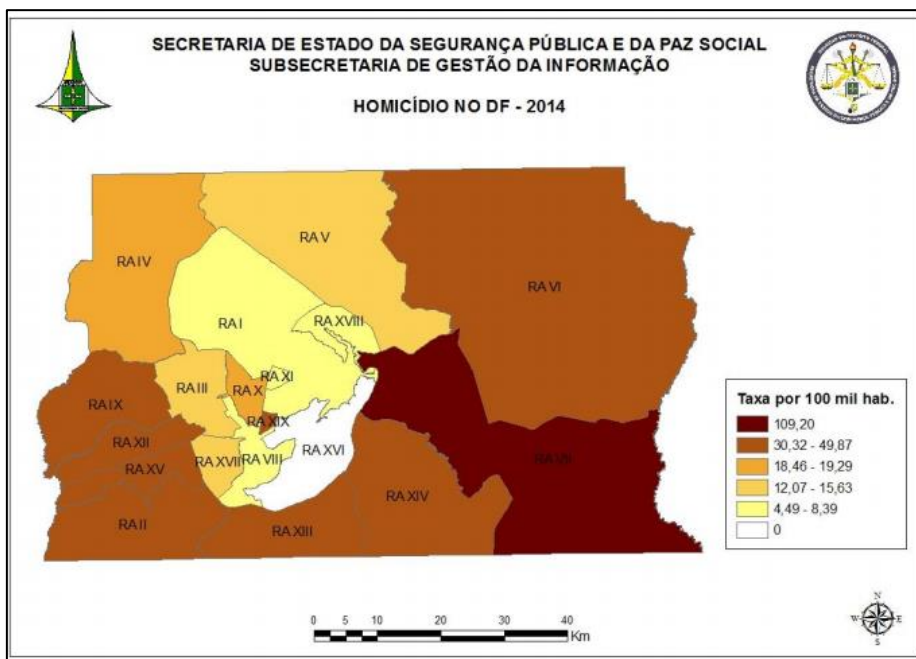 SECRETARIA DE ESTADO DA SEGURANÇA PÚBLICA E DA PAZ SOCIAL
SUBSECRETARIA DE GESTÃO DA INFORMAÇÃO
HOMICÍDIO NO DF - 2014
RA IV
RA V
RA VI
RA I
RA XVIII
RA III
RA X
RA XI
RA IX
RA XIX
RA XII
RA XVII
RA VIII
RA XVI
RA VII
RA XV
RA XIV
RA II
RA XIII
Taxa por 100 mil hab.
109,20
30,32 - 49,87
18,46 - 19,29
12,07 - 15,63
4,49 - 8,39
0
0 5 10 20 30 40
Km
N
W E
S